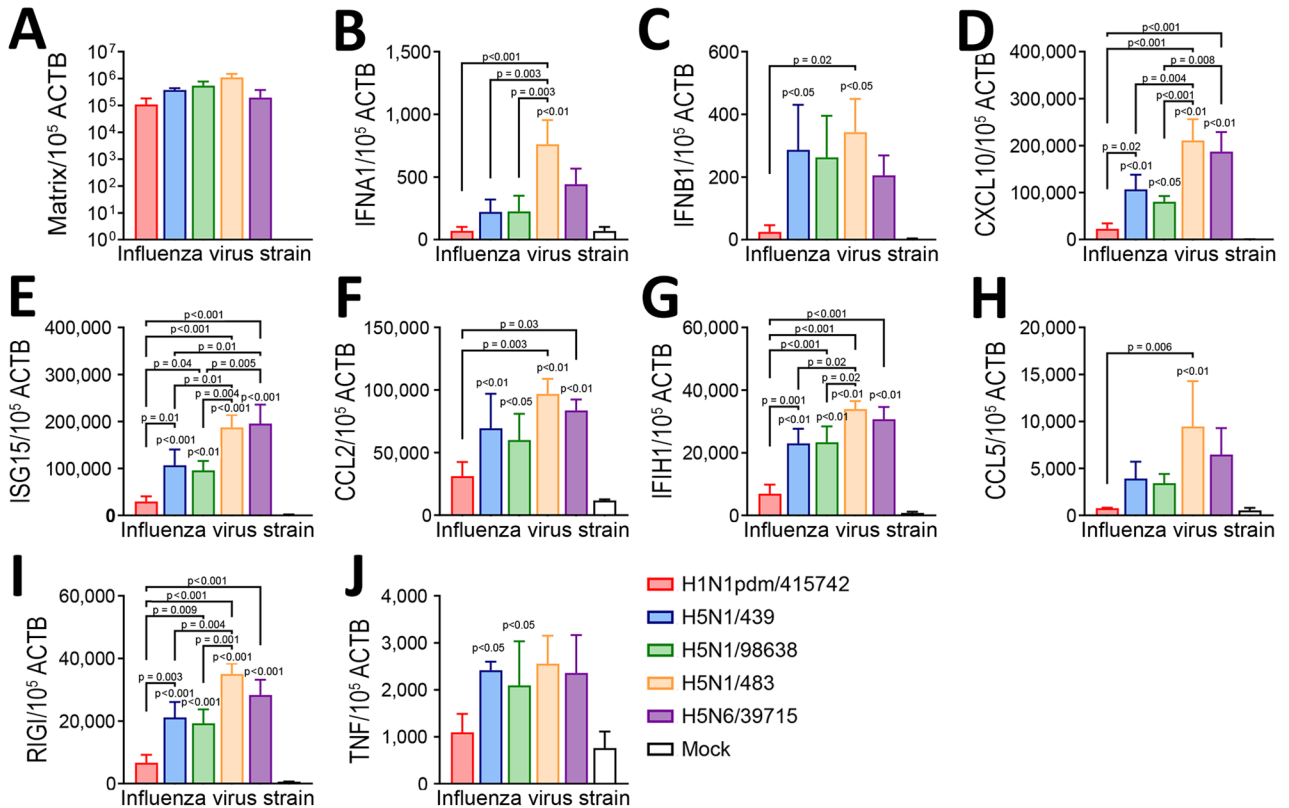 A
Matrix/10⁵ ACTB
10⁷
10⁶
10⁵
10⁴
10³
10²
10¹
10⁰
Influenza virus strain
B
IFNA1/10⁵ ACTB
1,500
1,000
500
0
p<0.001
p = 0.003
p = 0.003
p<0.01
Influenza virus strain
C
IFNB1/10⁵ ACTB
600
400
200
0
p = 0.02
p<0.05
p<0.05
Influenza virus strain
D
CXCL10/10⁵ ACTB
400,000
300,000
200,000
100,000
0
p<0.001
p<0.001
p = 0.008
p = 0.004
p<0.001
p = 0.02
p<0.01
p<0.05
p<0.01
p<0.01
Influenza virus strain
E
ISG15/10⁵ ACTB
400,000
300,000
200,000
100,000
0
p<0.001
p<0.001
p = 0.01
p = 0.04
p = 0.005
p = 0.01
p = 0.004
p = 0.01
p<0.001
p<0.01
p<0.001
p<0.001
Influenza virus strain
F
CCL2/10⁵ ACTB
150,000
100,000
50,000
0
p = 0.03
p = 0.003
p<0.01
p<0.05
p<0.01
p<0.01
Influenza virus strain
G
IFIH1/10⁵ ACTB
60,000
40,000
20,000
0
p<0.001
p<0.001
p<0.001
p = 0.02
p = 0.02
p = 0.001
p<0.01
p<0.01
p<0.01
p<0.01
Influenza virus strain
H
CCL5/10⁵ ACTB
20,000
15,000
10,000
5,000
0
p = 0.006
p<0.01
Influenza virus strain
I
RIGI/10⁵ ACTB
60,000
40,000
20,000
0
p<0.001
p<0.001
p = 0.009
p = 0.004
p = 0.001
p = 0.003
p<0.001
p<0.001
p<0.001
p<0.001
Influenza virus strain
J
TNF/10⁵ ACTB
4,000
3,000
2,000
1,000
0
p<0.05
p<0.05
Influenza virus strain
H1N1pdm/415742
H5N1/439
H5N1/98638
H5N1/483
H5N6/39715
Mock